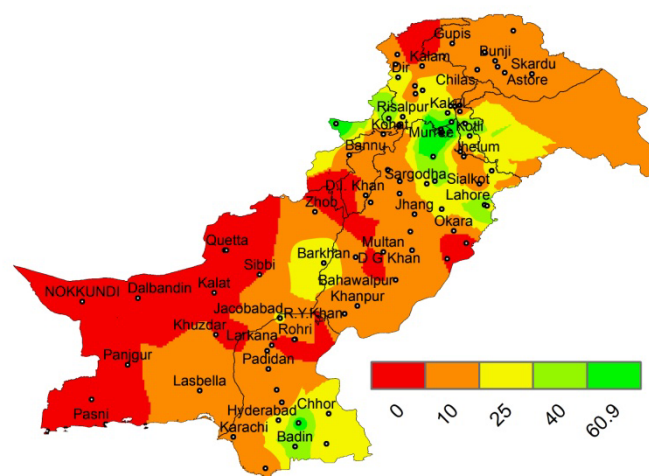 Gupis
Kalam
Bunji
Dir
Skardu
Chilas
Astore
Risalpur
Kakul
Kohat
Murree
Kotli
Bannu
Jhelum
Sargodha
Sialkot
D.I. Khan
Zhob
Jhang
Lahore
Okara
Quetta
Multan
Barkhan
D G Khan
Sibbi
Bahawalpur
NOKKUNDI
Dalbandin
Kalat
Khanpur
Jacobabad
R.Y.Khan
Khuzdar
Larkana
Rohri
Panjgur
Padidan
Lasbella
Pasni
Hyderabad
Chhor
Karachi
Badin
0
10
25
40
60.9